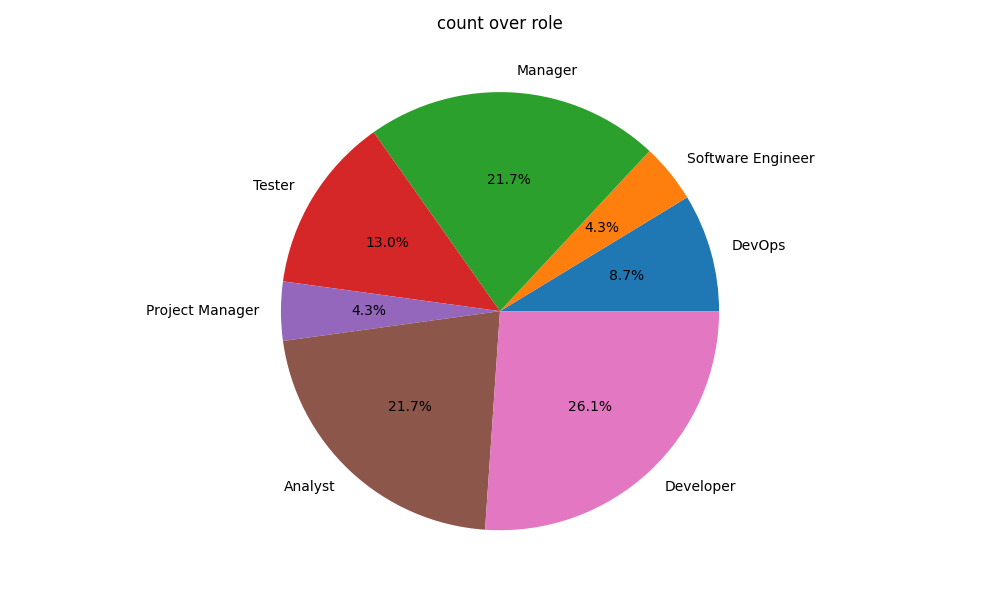 count over role
Manager
Software Engineer
Tester
21.7%
4.3%
13.0%
DevOps
8.7%
Project Manager
4.3%
21.7%
26.1%
Analyst
Developer